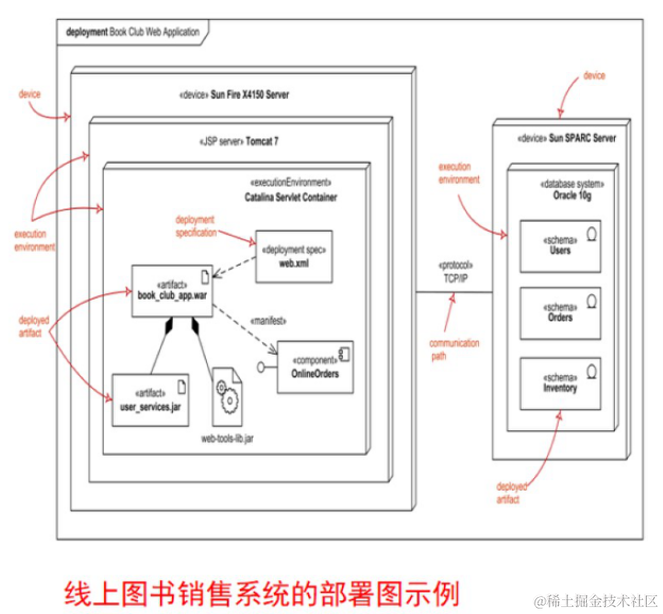 deployment Book Club Web Application
device
«device» Sun Fire X4150 Server
device
«JSP server» Tomcat 7
«device» Sun SPARC Server
execution
environment
«executionEnvironment»
Catalina Servlet Container
«database system»
Oracle 10g
deployment
specification
execution
environment
«deployment spec»
web.xml
«schema»
Users
«protocol»
TCP/IP
«artifact»
book_club_app.war
deployed
artifact
«manifest»
«schema»
Orders
communication
path
«component»
OnlineOrders
«artifact»
user_services.jar
web-tools-lib.jar
«schema»
Inventory
deployed
artifact
线上图书销售系统的部署图示例
@稀土掘金技术社区